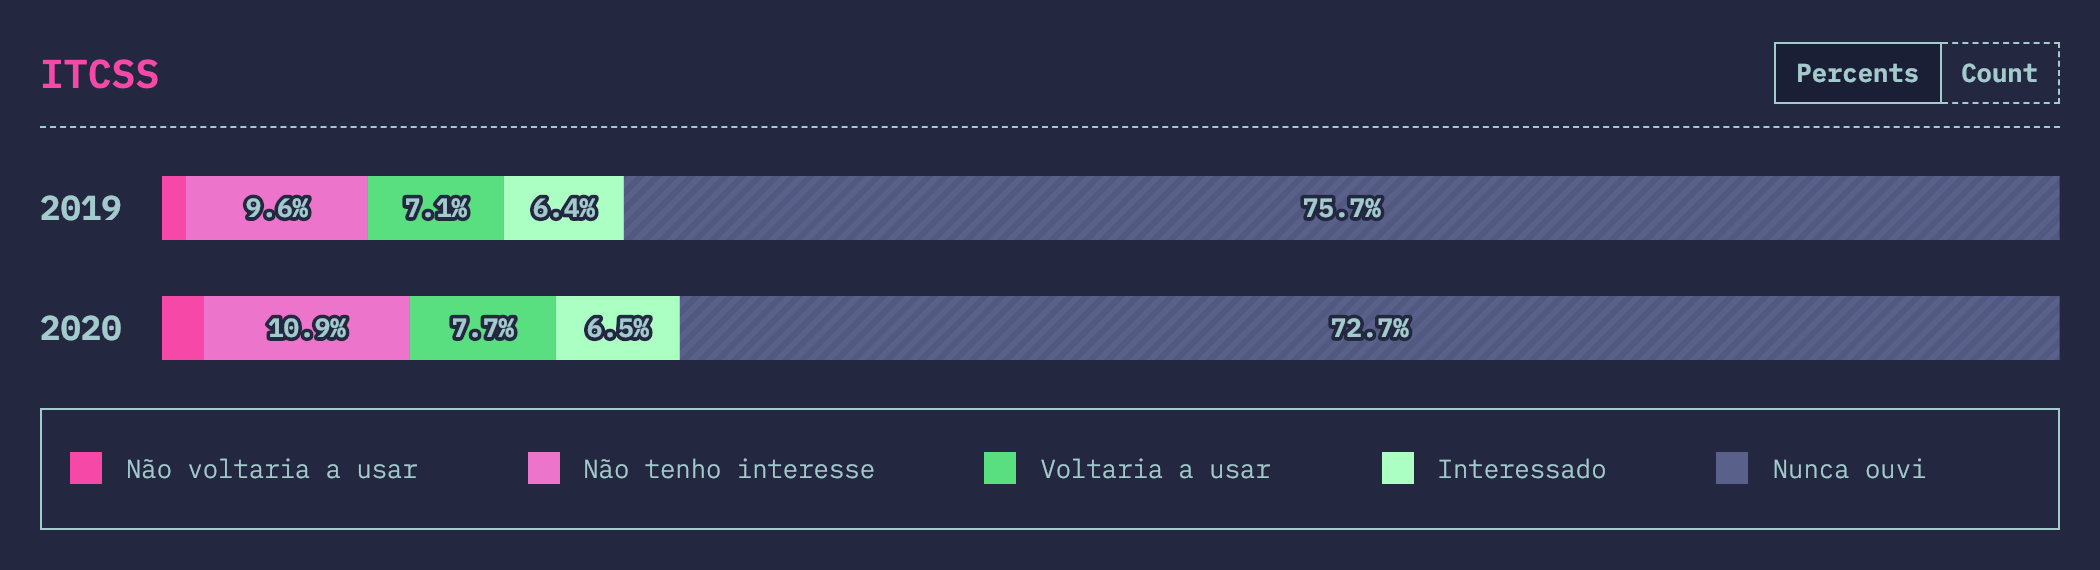 ITCSS
Percents Count
2019 9.6% 7.1% 6.4% 75.7%
2020 10.9% 7.7% 6.5% 72.7%
Não voltaria a usar Não tenho interesse Voltaria a usar Interessado Nunca ouvi